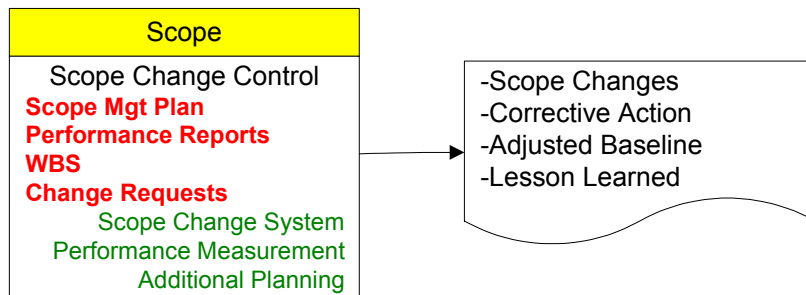 Scope
Scope Change Control
Scope Mgt Plan
Performance Reports
WBS
Change Requests
Scope Change System
Performance Measurement
Additional Planning
-Scope Changes
-Corrective Action
-Adjusted Baseline
-Lesson Learned